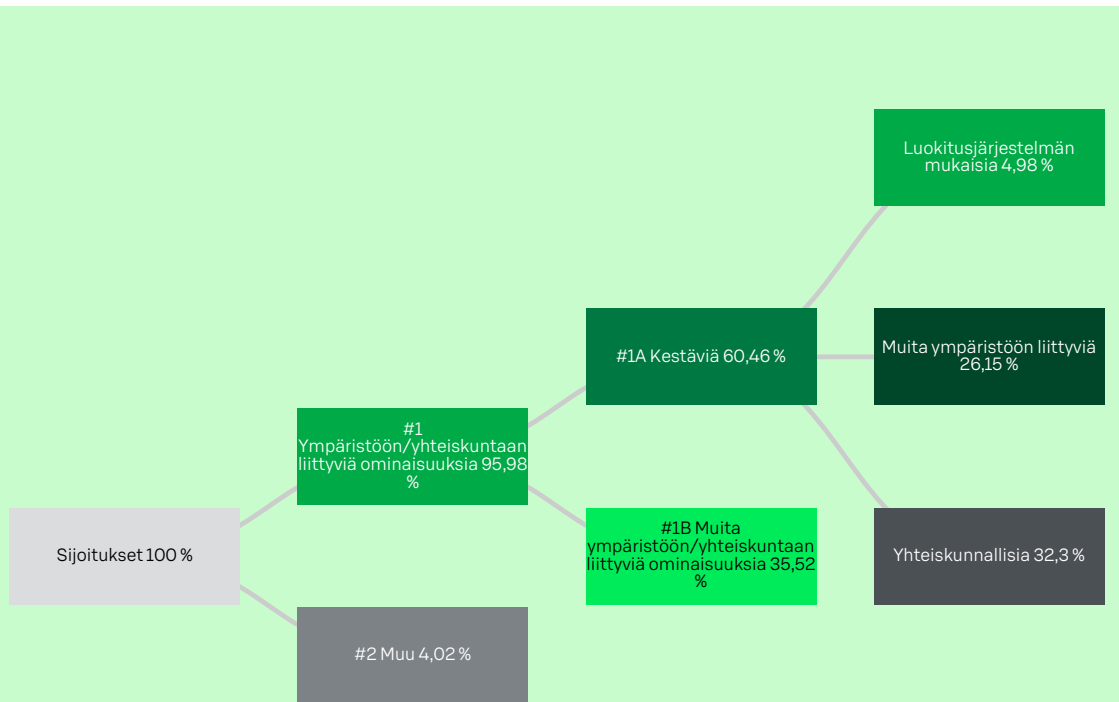 Luokitusjärjestelmän
mukaisia 4,98 %
Muita ympäristöön liittyviä
26,15 %
#1A Kestäviä 60,46 %
#1
Ympäristöön/yhteiskuntaan
liittyviä ominaisuuksia 95,98
%
Sijoitukset 100 %
#1B Muita
ympäristöön/yhteiskuntaan
liittyviä ominaisuuksia 35,52
%
Yhteiskunnallisia 32,3 %
#2 Muu 4,02 %